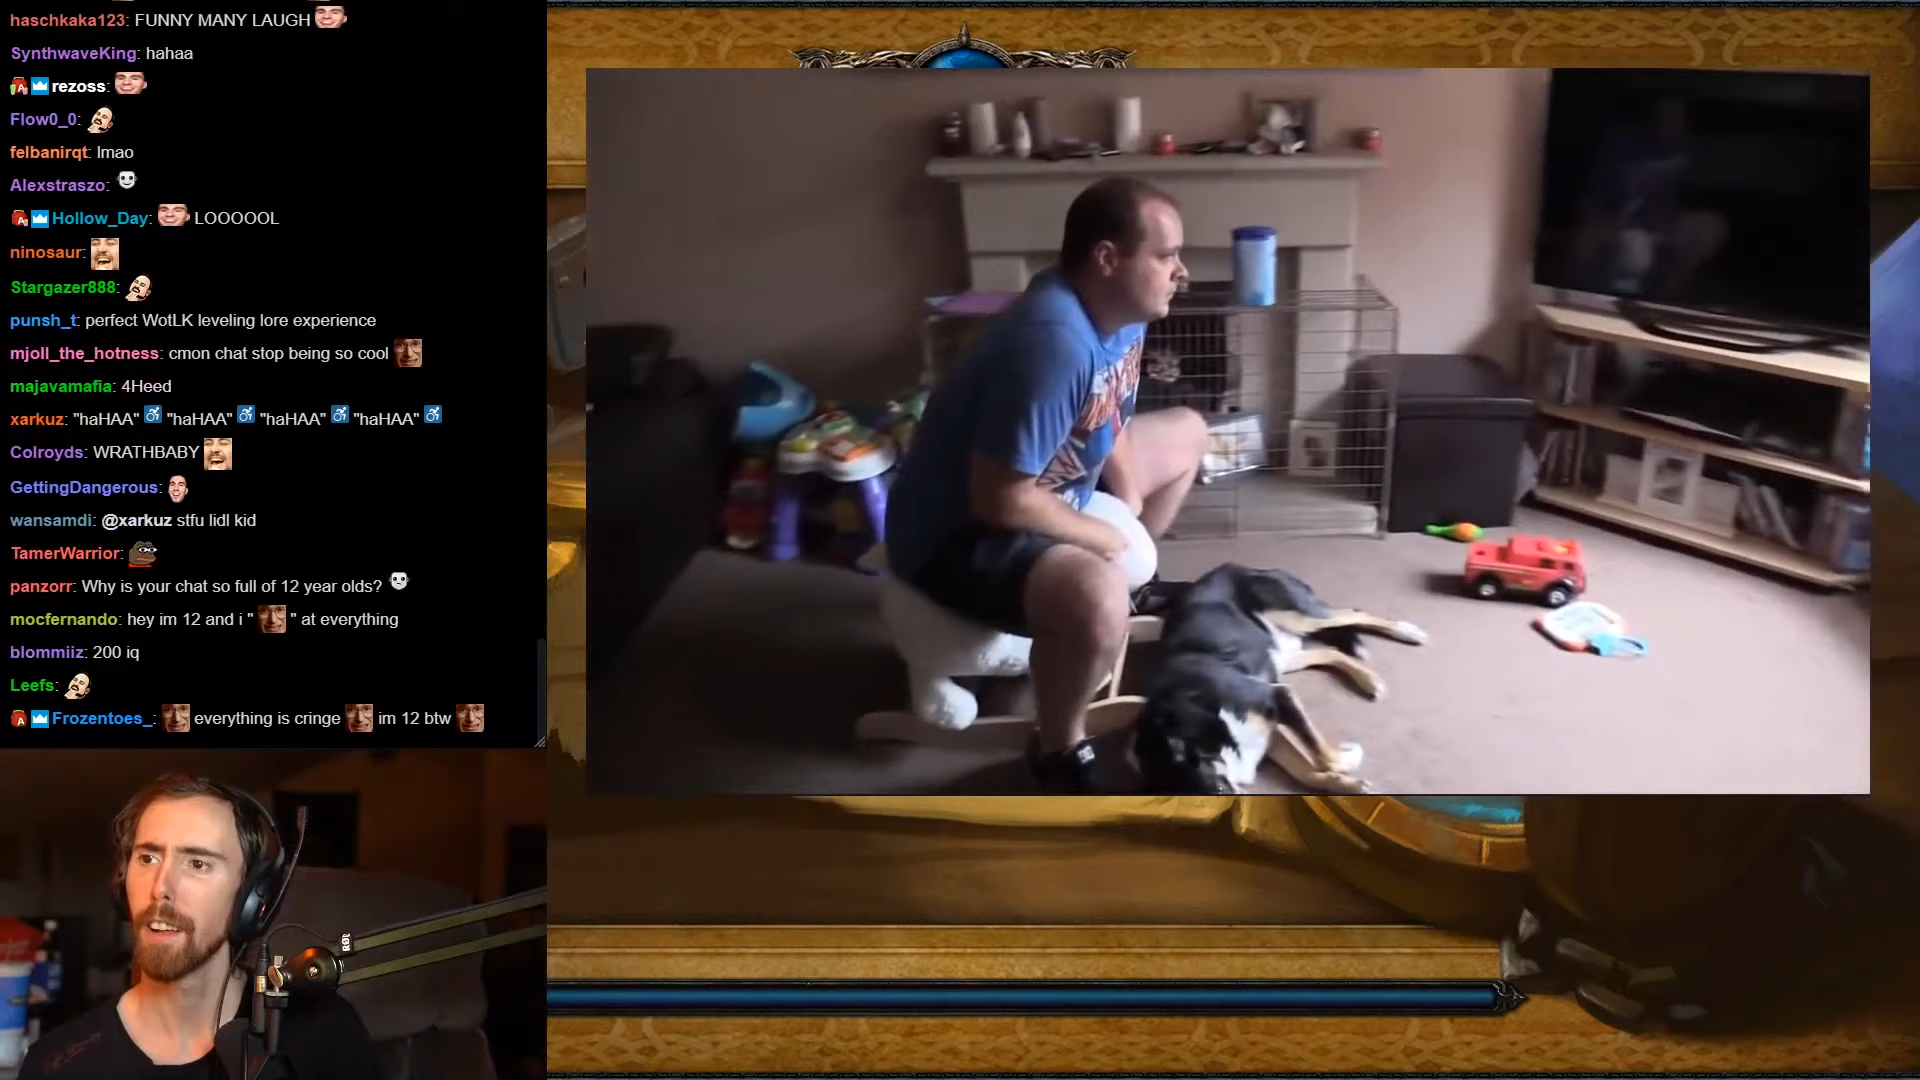 haschkaka123: FUNNY MANY LAUGH
SynthwaveKing: hahaa
rezoss:
Flow0_0:
felbanirqt: lmao
Alexstraszo:
Hollow_Day: LOOOOOL
ninosaur:
Stargazer888:
punsh_t: perfect WotLK leveling lore experience
mjoll_the_hotness: cmon chat stop being so cool
majavamafia: 4Heed
xarkuz: "haHAA" "haHAA" "haHAA" "haHAA"
Colroyds: WRATHBABY
GettingDangerous:
wansamdi: @xarkuz stfu lidl kid
TamerWarrior:
panzorr: Why is your chat so full of 12 year olds?
mocfernando: hey im 12 and i " " at everything
blommiiz: 200 iq
Leefs:
Frozentoes_: everything is cringe im 12 btw